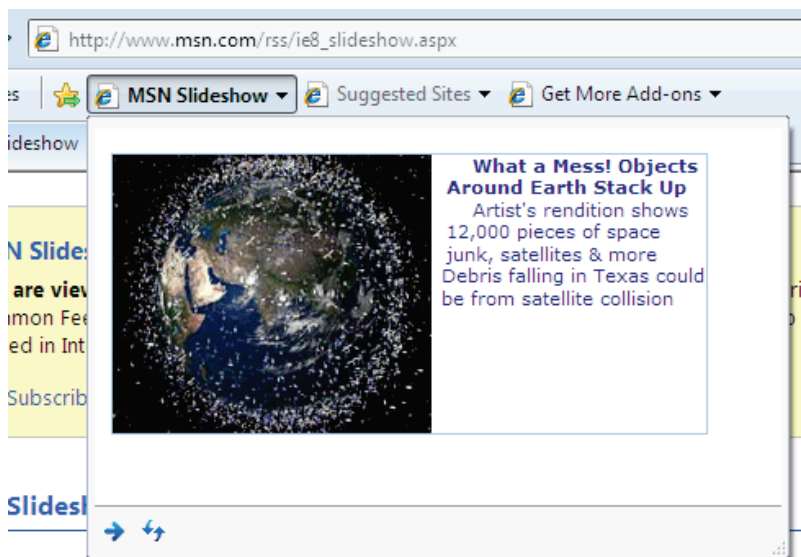 http://www.msn.com/rss/ie8_slideshow.aspx
es MSN Slideshow Suggested Sites Get More Add-ons
ideshow
What a Mess! Objects
Around Earth Stack Up
Artist's rendition shows
12,000 pieces of space
junk, satellites & more
Debris falling in Texas could
be from satellite collision
N Slide
are view
ri
mon Fee
ed in Int
Subscrib
Slidesh